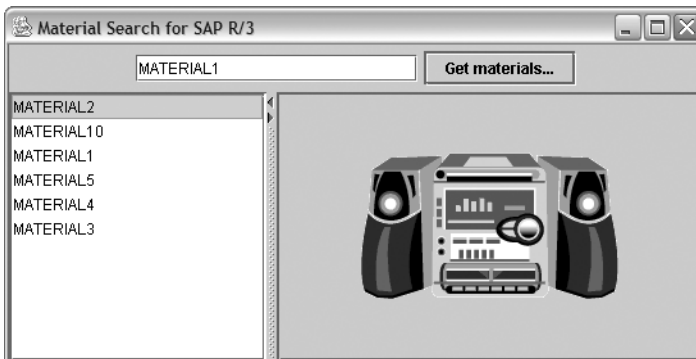 Material Search for SAP R/3
MATERIAL1 Get materials...
MATERIAL2
MATERIAL10
MATERIAL1
MATERIAL5
MATERIAL4
MATERIAL3